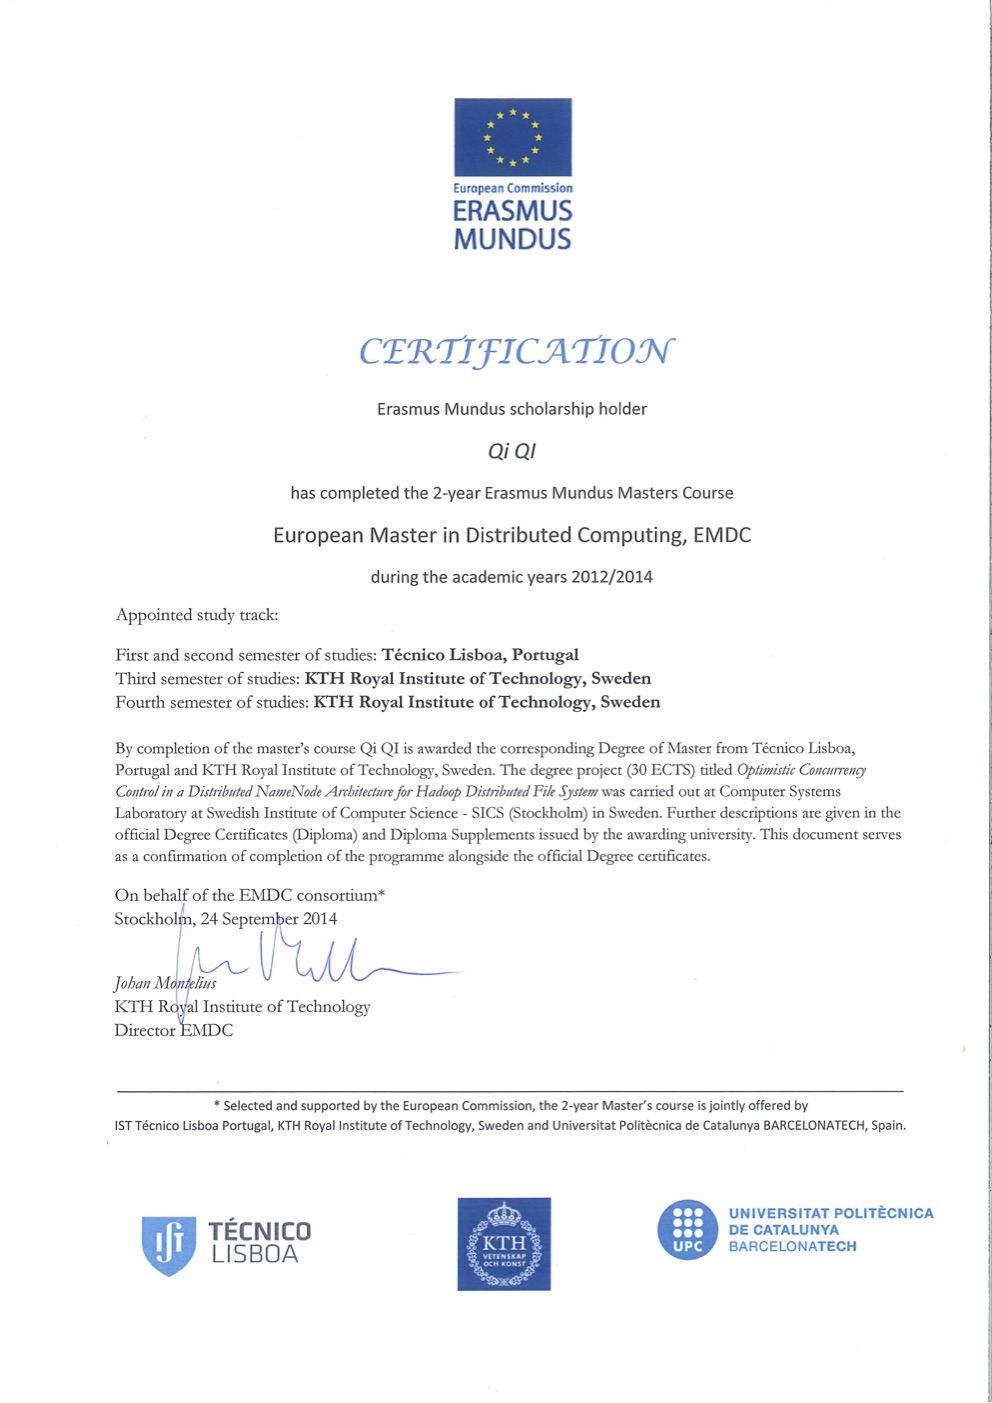 European Commission
ERASMUS
MUNDUS
CERTIFICATION
Erasmus Mundus scholarship holder
Qi QI
has completed the 2-year Erasmus Mundus Masters Course
European Master in Distributed Computing, EMDC
during the academic years 2012/2014
Appointed study track:
First and second semester of studies: Técnico Lisboa, Portugal
Third semester of studies: KTH Royal Institute of Technology, Sweden
Fourth semester of studies: KTH Royal Institute of Technology, Sweden
By completion of the master's course Qi QI is awarded the corresponding Degree of Master from Técnico Lisboa,
Portugal and KTH Royal Institute of Technology, Sweden. The degree project (30 ECTS) titled Optimistic Concurrency
Control in a Distributed NameNode Architecture for Hadoop Distributed File System was carried out at Computer Systems
Laboratory at Swedish Institute of Computer Science - SICS (Stockholm) in Sweden. Further descriptions are given in the
official Degree Certificates (Diploma) and Diploma Supplements issued by the awarding university. This document serves
as a confirmation of completion of the programme alongside the official Degree certificates.
On behalf of the EMDC consortium*
Stockholm, 24 September 2014
Johan Montelius
KTH Royal Institute of Technology
Director EMDC
* Selected and supported by the European Commission, the 2-year Master's course is jointly offered by
IST Técnico Lisboa Portugal, KTH Royal Institute of Technology, Sweden and Universitat Politècnica de Catalunya BARCELONATECH, Spain.
TÉCNICO
LISBOA
KTH
VETENSKAP
OCH KONST
UPC
UNIVERSITAT POLITÈCNICA
DE CATALUNYA
BARCELONATECH